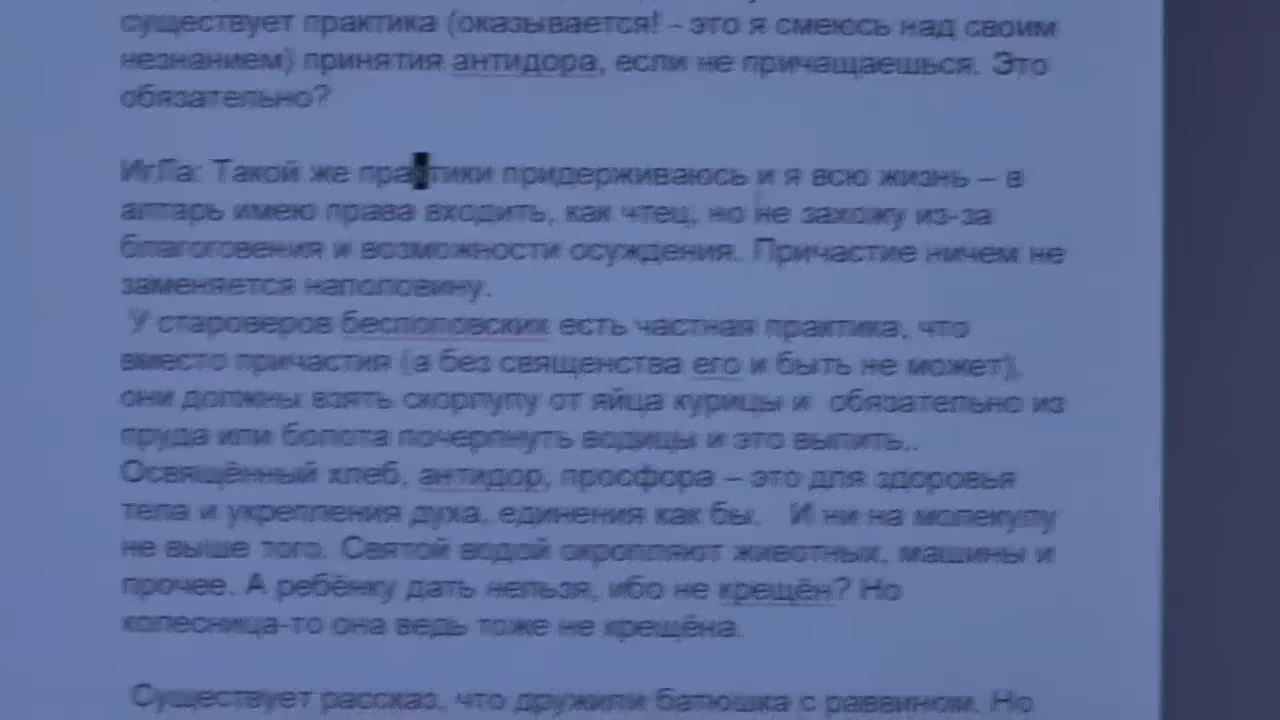 существует практика (оказывается! - это я смеюсь над своим
незнанием) принятия антидора, если не причащаешься. Это
обязательно?
ИгЛа: Такой же практики придерживаюсь и я всю жизнь – в
алтарь имею права входить, как чтец, но не захожу из-за
благоговения и возможности осуждения. Причастие ничем не
заменяется наполовину.
У староверов беспоповских есть частная практика, что
вместо причастия (а без священства его и быть не может),
они должны взять скорлупу от яйца курицы и обязательно из
пруда или болота почерпнуть водицы и это выпить..
Освящённый хлеб, антидор, просфора – это для здоровья
тела и укрепления духа, единения как бы. И ни на молекулу
не выше того. Святой водой окропляют животных, машины и
прочее. А ребёнку дать нельзя, ибо не крещён? Но
колесница-то она ведь тоже не крещёна.
Существует рассказ, что дружили батюшка с раввином. Но